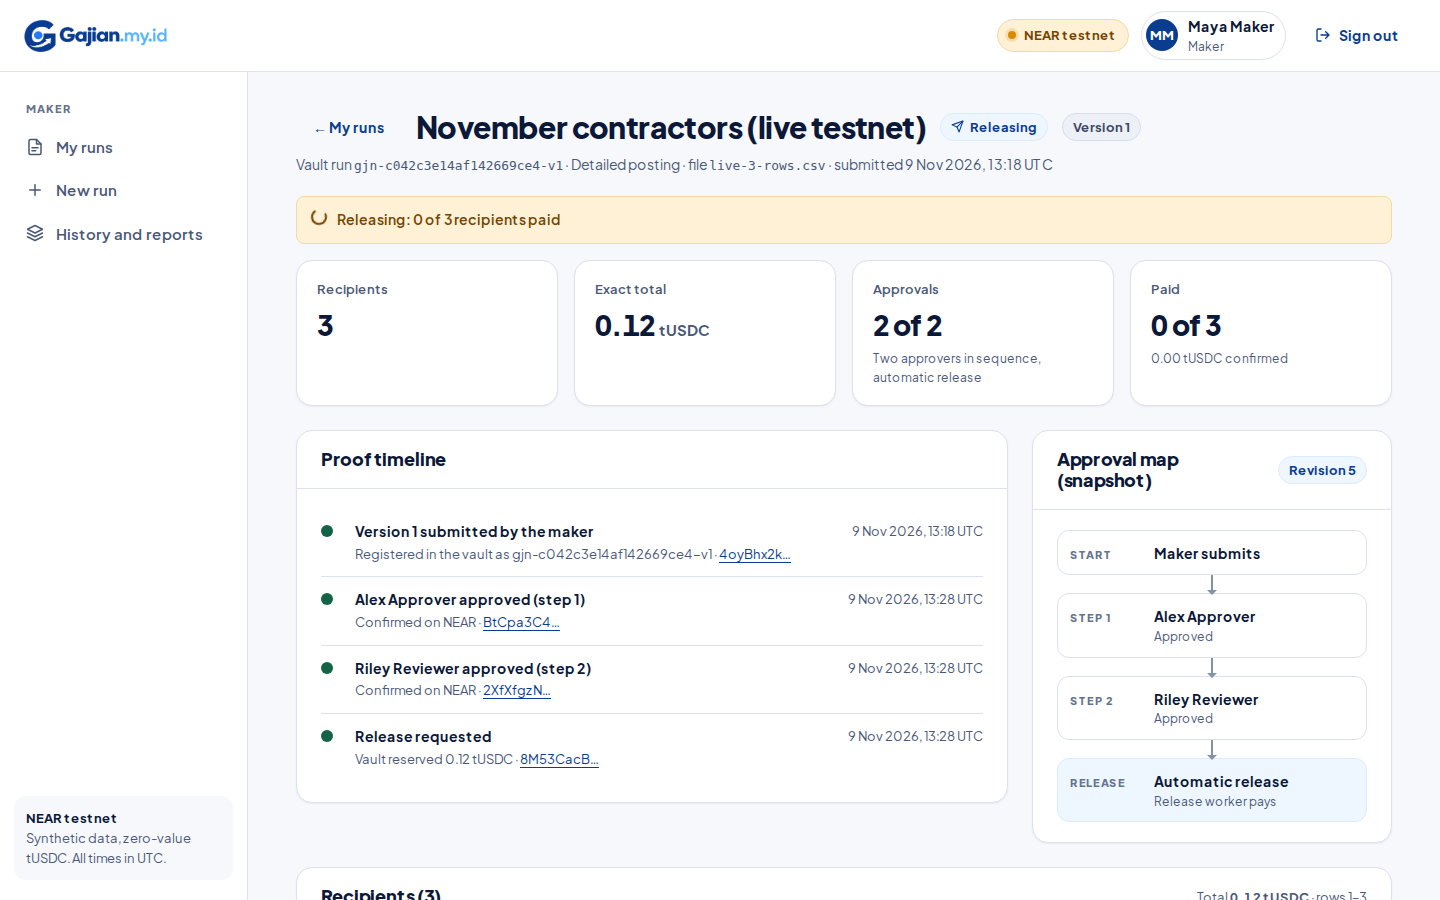 Gajian.my.id
NEAR testnet
MM
Maya Maker
Maker
Sign out
MAKER
My runs
New run
History and reports
NEAR testnet
Synthetic data, zero-value
tUSDC. All times in UTC.
← My runs
November contractors (live testnet)
Releasing
Version 1
Vault run gjn-c042c3e14af142669ce4-v1 · Detailed posting · file live-3-rows.csv · submitted 9 Nov 2026, 13:18 UTC
Releasing: 0 of 3 recipients paid
Recipients
3
Exact total
0.12 tUSDC
Approvals
2 of 2
Two approvers in sequence,
automatic release
Paid
0 of 3
0.00 tUSDC confirmed
Proof timeline
Version 1 submitted by the maker
9 Nov 2026, 13:18 UTC
Registered in the vault as gjn-c042c3e14af142669ce4-v1 · 4oyBhx2k…
Alex Approver approved (step 1)
9 Nov 2026, 13:28 UTC
Confirmed on NEAR · BtCpa3C4…
Riley Reviewer approved (step 2)
9 Nov 2026, 13:28 UTC
Confirmed on NEAR · 2XfXfgzN…
Release requested
9 Nov 2026, 13:28 UTC
Vault reserved 0.12 tUSDC · 8M53CacB…
Approval map
(snapshot)
Revision 5
START
Maker submits
STEP 1
Alex Approver
Approved
STEP 2
Riley Reviewer
Approved
RELEASE
Automatic release
Release worker pays
Recipients (3)
Total 0.12 tUSDC · rows 1–3